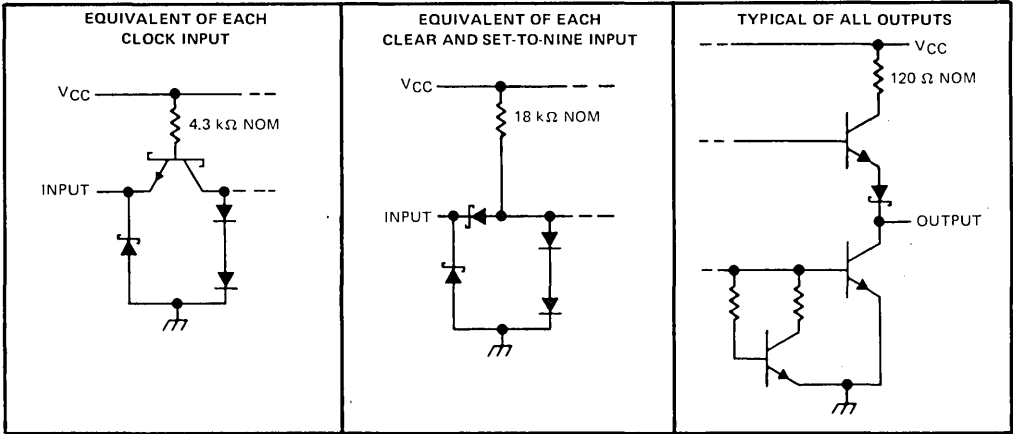 EQUIVALENT OF EACH
CLOCK INPUT
VCC
4.3 kΩ NOM
INPUT
EQUIVALENT OF EACH
CLEAR AND SET-TO-NINE INPUT
VCC
18 kΩ NOM
INPUT
TYPICAL OF ALL OUTPUTS
VCC
120 Ω NOM
OUTPUT